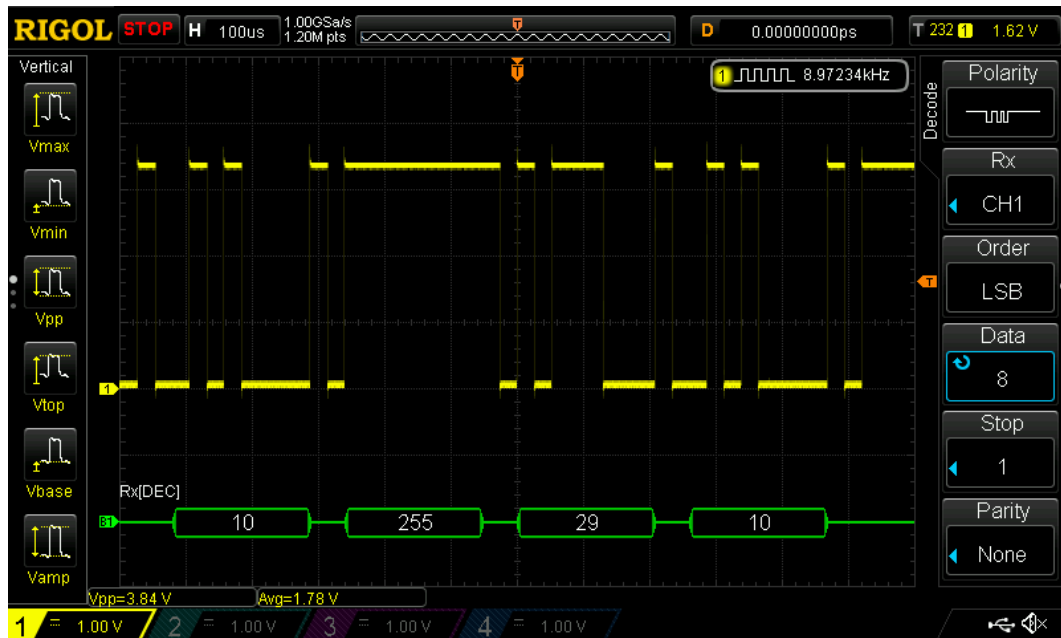 RIGOL STOP H 100us 1.00GSa/s 1.20M pts T D 0.00000000ps T 232 1 1.62 V
Vertical
Vmax
Vmin
Vpp
Vtop
Vbase
Vamp
T
1 8.97234kHz
T
1
Rx[DEC]
B1 10 255 29 10
Vpp=3.84 V Avg=1.78 V
Decode
Polarity
Rx
CH1
Order
LSB
Data
8
Stop
1
Parity
None
1 = 1.00 V 2 = 1.00 V 3 = 1.00 V 4 = 1.00 V